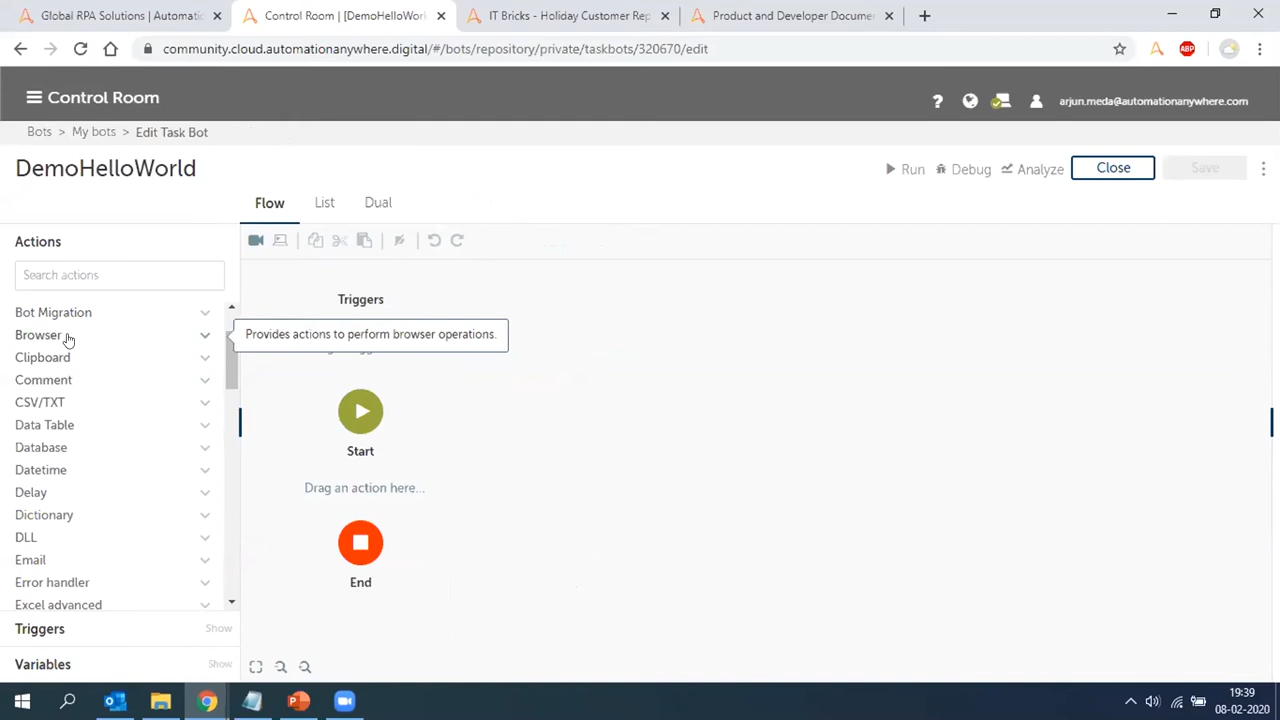 Global RPA Solutions | Automatic
Control Room | [DemoHelloWorl
IT Bricks - Holiday Customer Rep
Product and Developer Documen
community.cloud.automationanywhere.digital/#/bots/repository/private/taskbots/320670/edit
ABP
Control Room
?
arjun.meda@automationanywhere.com
Bots > My bots > Edit Task Bot
DemoHelloWorld
Run
Debug
Analyze
Close
Save
Flow
List
Dual
Actions
Search actions
Bot Migration
Browser
Clipboard
Comment
CSV/TXT
Data Table
Database
Datetime
Delay
Dictionary
DLL
Email
Error handler
Excel advanced
Triggers Show
Variables Show
Triggers
Provides actions to perform browser operations.
Start
Drag an action here...
End
19:39
08-02-2020